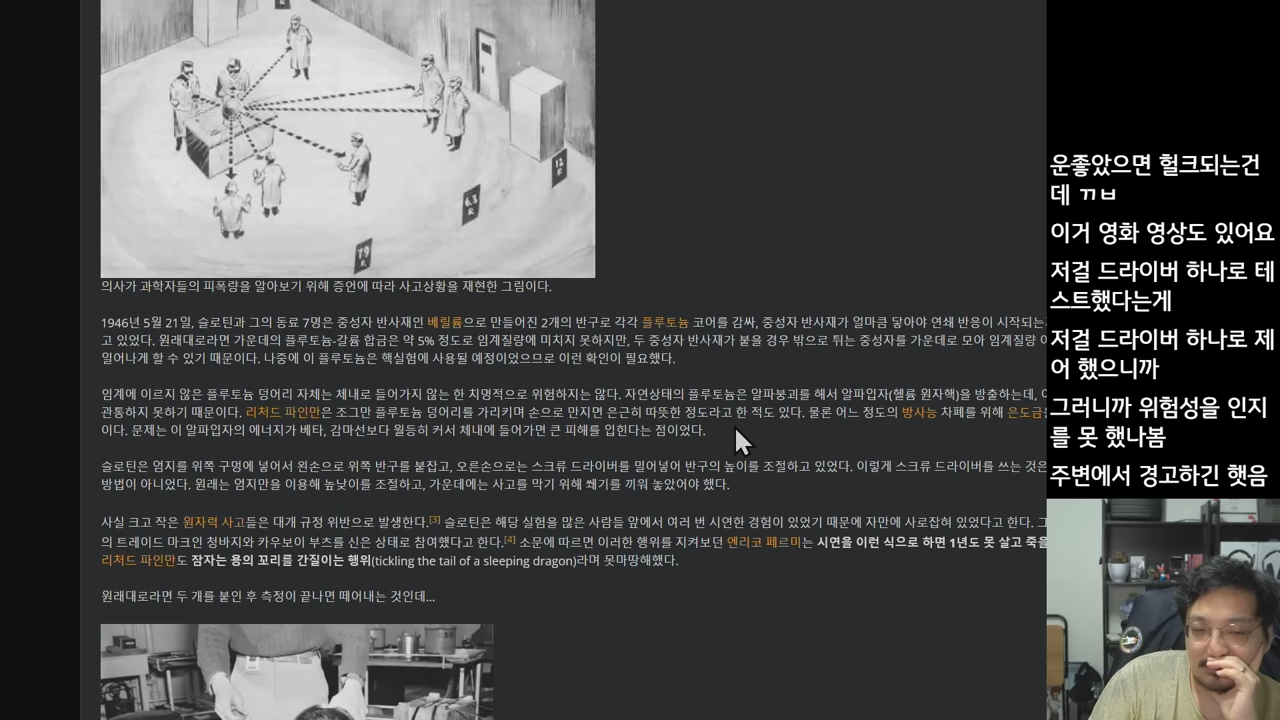 12 R
6.3 R
79 R
의사가 과학자들의 피폭량을 알아보기 위해 증언에 따라 사고상황을 재현한 그림이다.
1946년 5월 21일, 슬로틴과 그의 동료 7명은 중성자 반사재인 베릴륨으로 만들어진 2개의 반구로 각각 플루토늄 코어를 감싸, 중성자 반사재가 얼마큼 닿아야 연쇄 반응이 시작되는
고 있었다. 원래대로라면 가운데의 플루토늄-갈륨 합금은 약 5% 정도로 임계질량에 미치지 못하지만, 두 중성자 반사재가 붙을 경우 밖으로 튀는 중성자를 가운데로 모아 임계질량
일어나게 할 수 있기 때문이다. 나중에 이 플루토늄은 핵실험에 사용될 예정이었으므로 이런 확인이 필요했다.
임계에 이르지 않은 플루토늄 덩어리 자체는 체내로 들어가지 않는 한 치명적으로 위험하지는 않다. 자연상태의 플루토늄은 알파붕괴를 해서 알파입자(헬륨 원자핵)을 방출하는데,
관통하지 못하기 때문이다. 리처드 파인만은 조그만 플루토늄 덩어리를 가리키며 손으로 만지면 은근히 따뜻한 정도라고 한 적도 있다. 물론 어느 정도의 방사능 차폐를 위해 은도금
이다. 문제는 이 알파입자의 에너지가 베타, 감마선보다 월등히 커서 체내에 들어가면 큰 피해를 입힌다는 점이었다.
슬로틴은 엄지를 위쪽 구멍에 넣어서 왼손으로 위쪽 반구를 붙잡고, 오른손으로는 스크류 드라이버를 밀어넣어 반구의 높이를 조절하고 있었다. 이렇게 스크류 드라이버를 쓰는 것은
방법이 아니었다. 원래는 엄지만을 이용해 높낮이를 조절하고, 가운데에는 사고를 막기 위해 쐐기를 끼워 놓았어야 했다.
사실 크고 작은 원자력 사고들은 대개 규정 위반으로 발생한다.[3] 슬로틴은 해당 실험을 많은 사람들 앞에서 여러 번 시연한 경험이 있었기 때문에 자만에 사로잡혀 있었다고 한다. 그
의 트레이드 마크인 청바지와 카우보이 부츠를 신은 상태로 참여했다고 한다.[4] 소문에 따르면 이러한 행위를 지켜보던 엔리코 페르미는 시연을 이런 식으로 하면 1년도 못 살고 죽을
리처드 파인만도 잠자는 용의 꼬리를 간질이는 행위(tickling the tail of a sleeping dragon)라며 못마땅해했다.
원래대로라면 두 개를 붙인 후 측정이 끝나면 떼어내는 것인데...
운좋았으면 헐크되는건
데 ㄲㅂ
이거 영화 영상도 있어요
저걸 드라이버 하나로 테
스트했다는게
저걸 드라이버 하나로 제
어 했으니까
그러니까 위험성을 인지
를 못 했나봄
주변에서 경고하긴 햇음